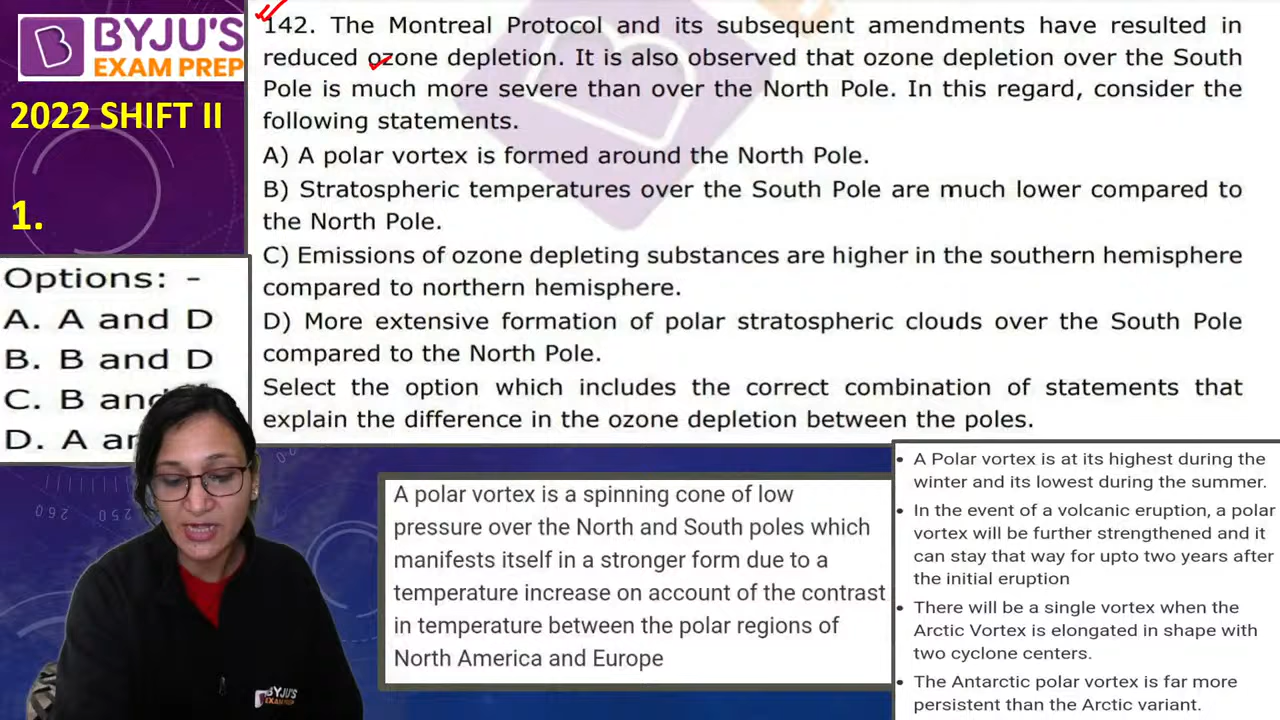 BYJU'S
EXAM PREP
2022 SHIFT II
1.
142. The Montreal Protocol and its subsequent amendments have resulted in
reduced ozone depletion. It is also observed that ozone depletion over the South
Pole is much more severe than over the North Pole. In this regard, consider the
following statements.
A) A polar vortex is formed around the North Pole.
B) Stratospheric temperatures over the South Pole are much lower compared to
the North Pole.
C) Emissions of ozone depleting substances are higher in the southern hemisphere
compared to northern hemisphere.
D) More extensive formation of polar stratospheric clouds over the South Pole
compared to the North Pole.
Select the option which includes the correct combination of statements that
explain the difference in the ozone depletion between the poles.
Options: -
A. A and D
B. B and D
C. B and
D. A
A polar vortex is a spinning cone of low
pressure over the North and South poles which
manifests itself in a stronger form due to a
temperature increase on account of the contrast
in temperature between the polar regions of
North America and Europe
• A Polar vortex is at its highest during the
winter and its lowest during the summer.
• In the event of a volcanic eruption, a polar
vortex will be further strengthened and it
can stay that way for upto two years after
the initial eruption
• There will be a single vortex when the
Arctic Vortex is elongated in shape with
two cyclone centers.
• The Antarctic polar vortex is far more
persistent than the Arctic variant.
260 250
BYJU'S
EXAM PREP